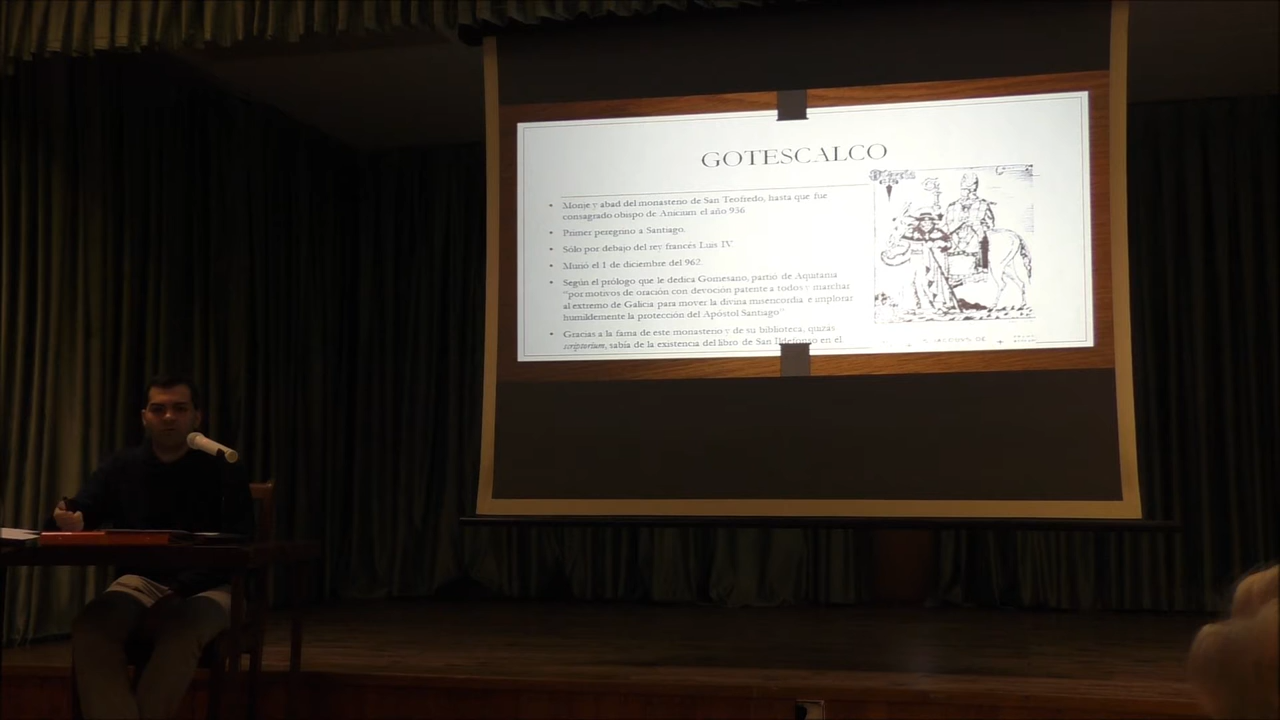 GOTESCALCO
• Monje y abad del monasterio de San Teofredo, hasta que fue
consagrado obispo de Anicium el año 936
• Primer peregrino a Santiago.
• Sólo por debajo del rey francés Luis IV.
• Murió el 1 de diciembre del 962.
• Según el prólogo que le dedica Gomesano, partió de Aquitania
“por motivos de oración con devoción patente a todos y marchar
al extremo de Galicia para mover la divina misericordia e implorar
humildemente la protección del Apóstol Santiago”
• Gracias a la fama de este monasterio y de su biblioteca, quizás
scriptorium, sabía de la existencia del libro de San Ildefonso en el